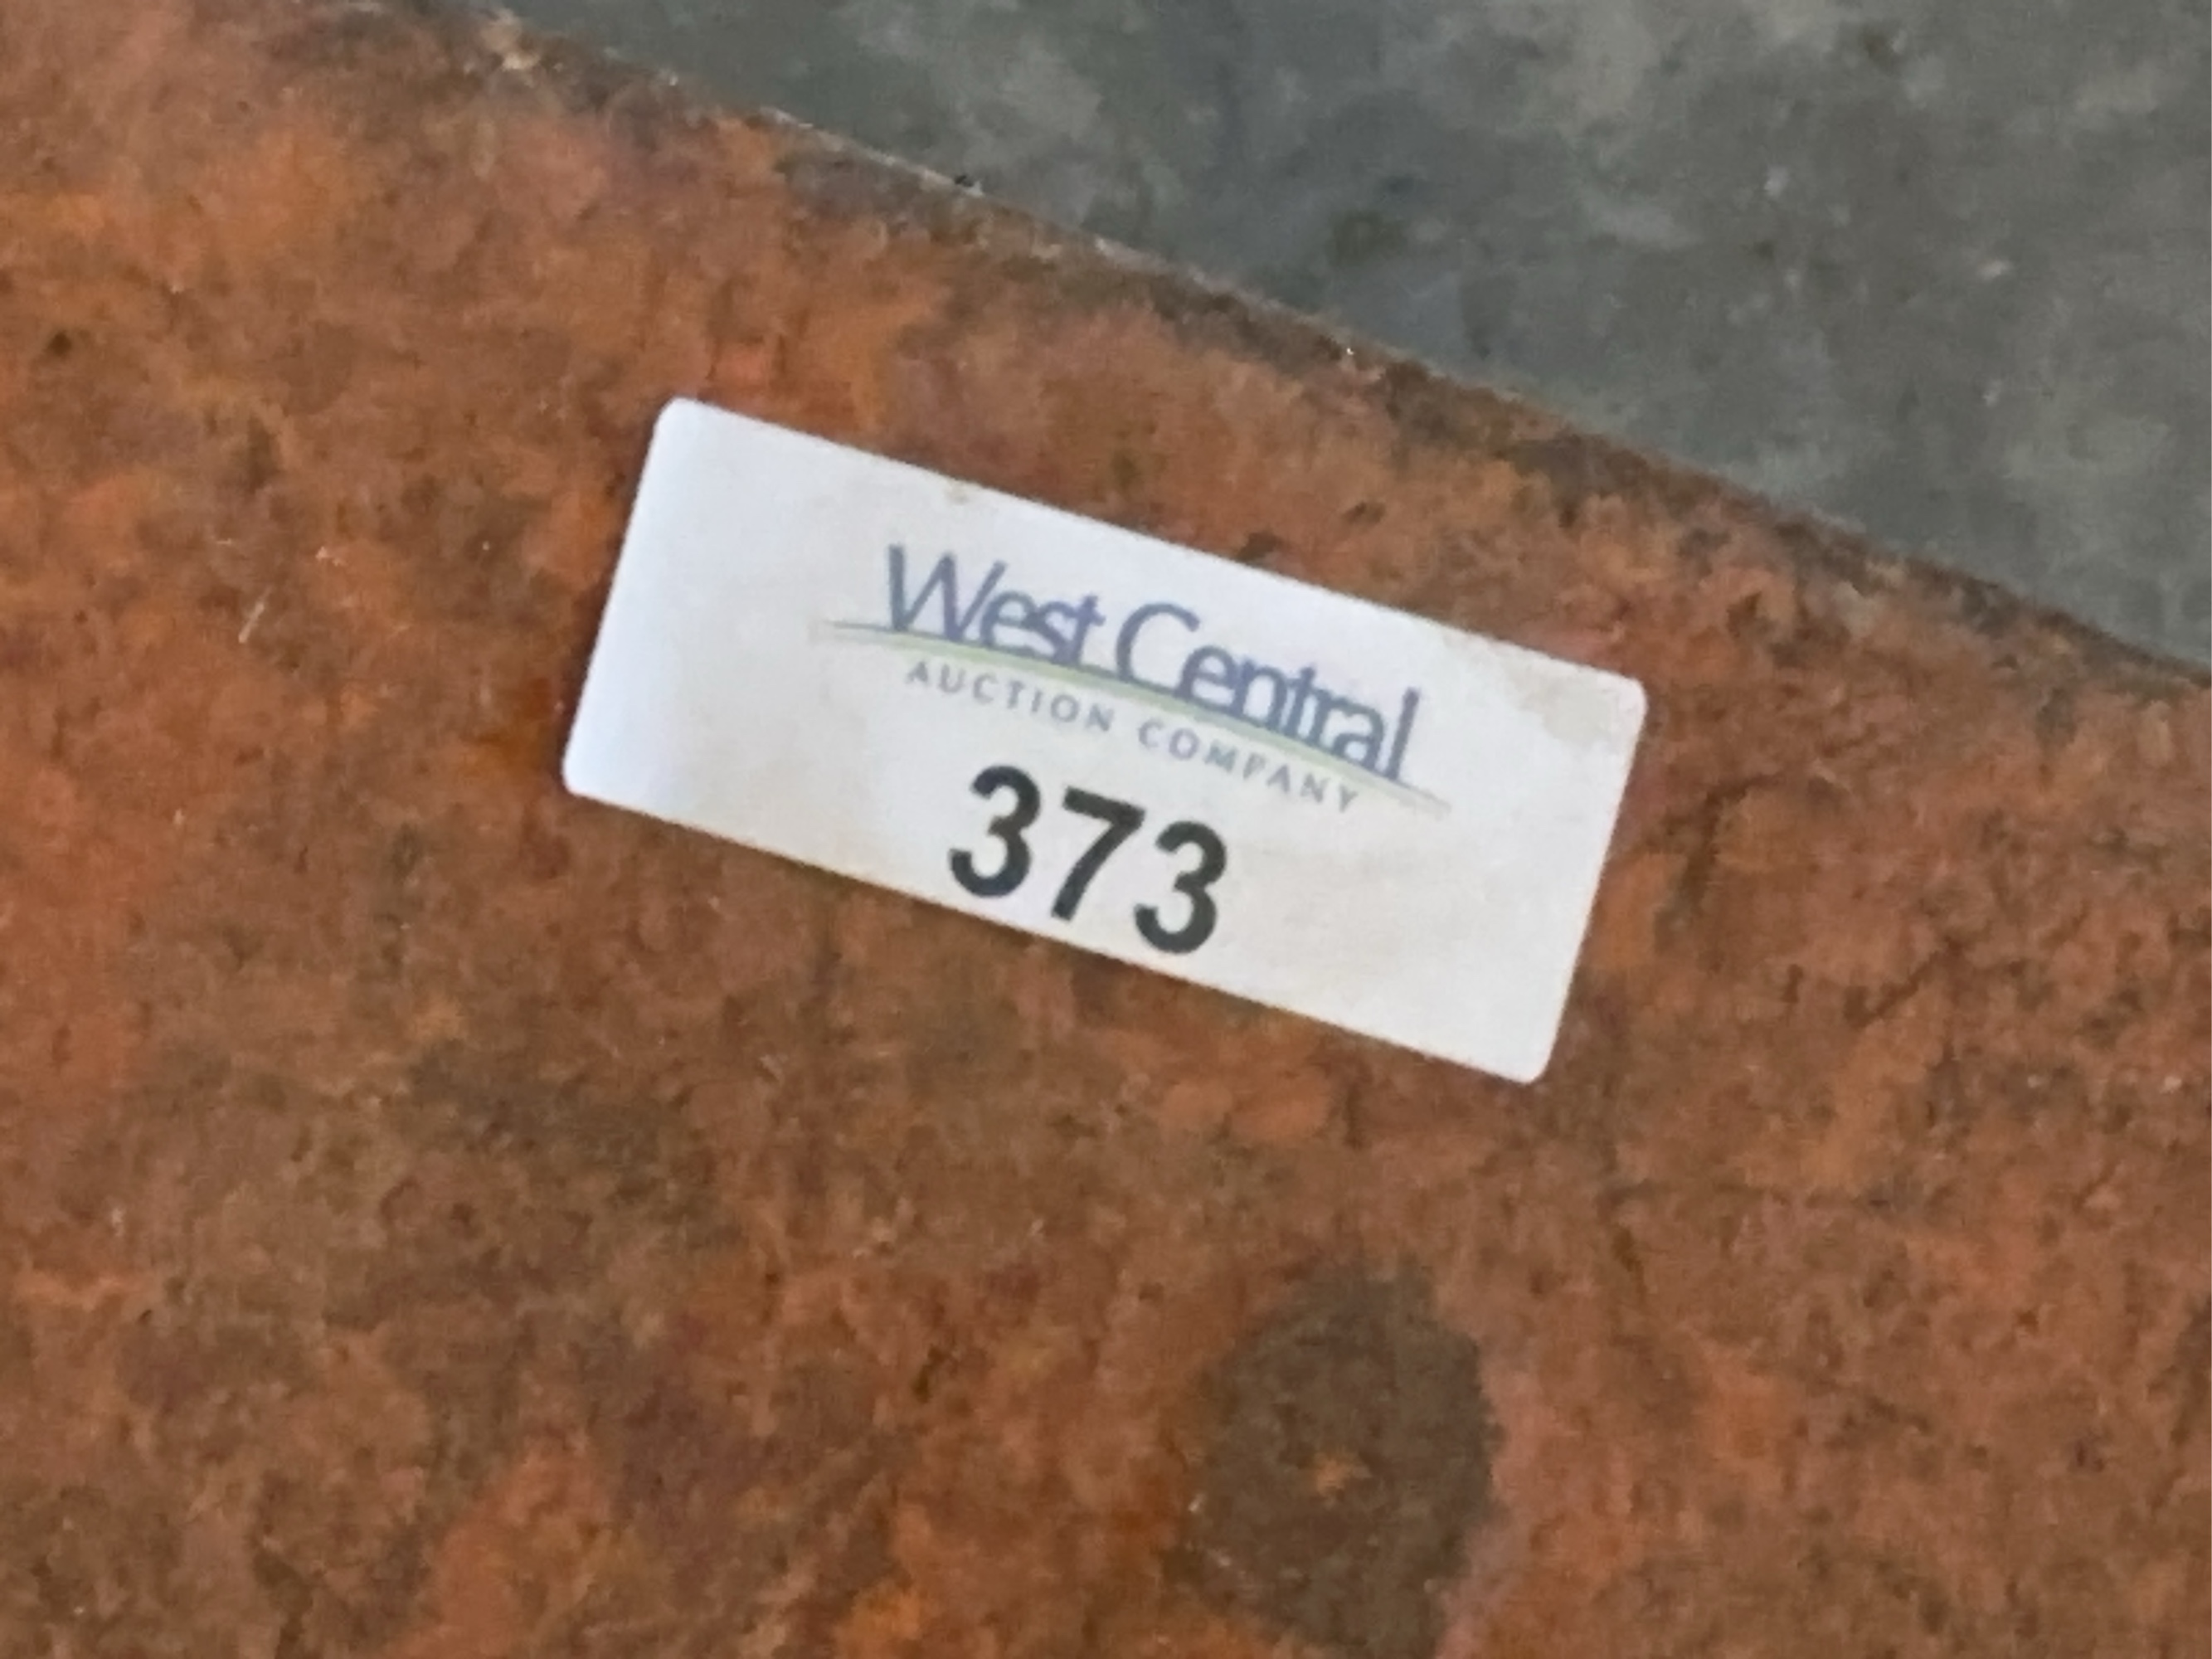 West Central
AUCTION COMPANY
373